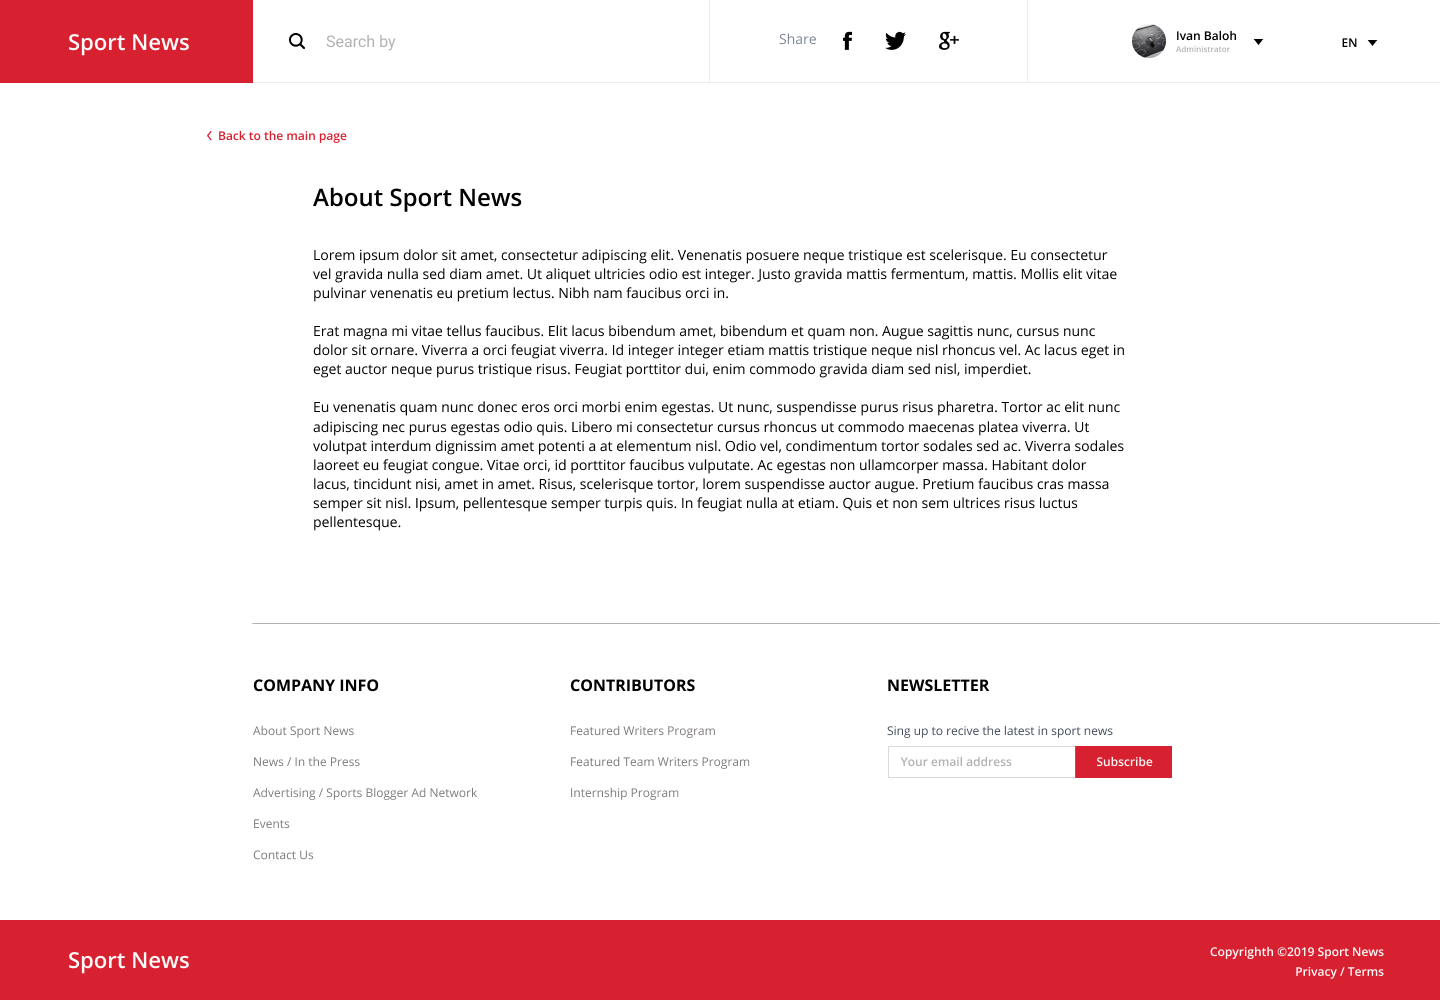 Sport News
Search by
Share
Ivan Baloh
Administrator
EN
Back to the main page
About Sport News
Lorem ipsum dolor sit amet, consectetur adipiscing elit. Venenatis posuere neque tristique est scelerisque. Eu consectetur
vel gravida nulla sed diam amet. Ut aliquet ultricies odio est integer. Justo gravida mattis fermentum, mattis. Mollis elit vitae
pulvinar venenatis eu pretium lectus. Nibh nam faucibus orci in.
Erat magna mi vitae tellus faucibus. Elit lacus bibendum amet, bibendum et quam non. Augue sagittis nunc, cursus nunc
dolor sit ornare. Viverra a orci feugiat viverra. Id integer integer etiam mattis tristique neque nisl rhoncus vel. Ac lacus eget in
eget auctor neque purus tristique risus. Feugiat porttitor dui, enim commodo gravida diam sed nisl, imperdiet.
Eu venenatis quam nunc donec eros orci morbi enim egestas. Ut nunc, suspendisse purus risus pharetra. Tortor ac elit nunc
adipiscing nec purus egestas odio quis. Libero mi consectetur cursus rhoncus ut commodo maecenas platea viverra. Ut
volutpat interdum dignissim amet potenti a at elementum nisl. Odio vel, condimentum tortor sodales sed ac. Viverra sodales
laoreet eu feugiat congue. Vitae orci, id porttitor faucibus vulputate. Ac egestas non ullamcorper massa. Habitant dolor
lacus, tincidunt nisi, amet in amet. Risus, scelerisque tortor, lorem suspendisse auctor augue. Pretium faucibus cras massa
semper sit nisl. Ipsum, pellentesque semper turpis quis. In feugiat nulla at etiam. Quis et non sem ultrices risus luctus
pellentesque.
COMPANY INFO
About Sport News
News / In the Press
Advertising / Sports Blogger Ad Network
Events
Contact Us
CONTRIBUTORS
Featured Writers Program
Featured Team Writers Program
Internship Program
NEWSLETTER
Sing up to recive the latest in sport news
Your email address
Subscribe
Sport News
Copyrighth ©2019 Sport News
Privacy / Terms